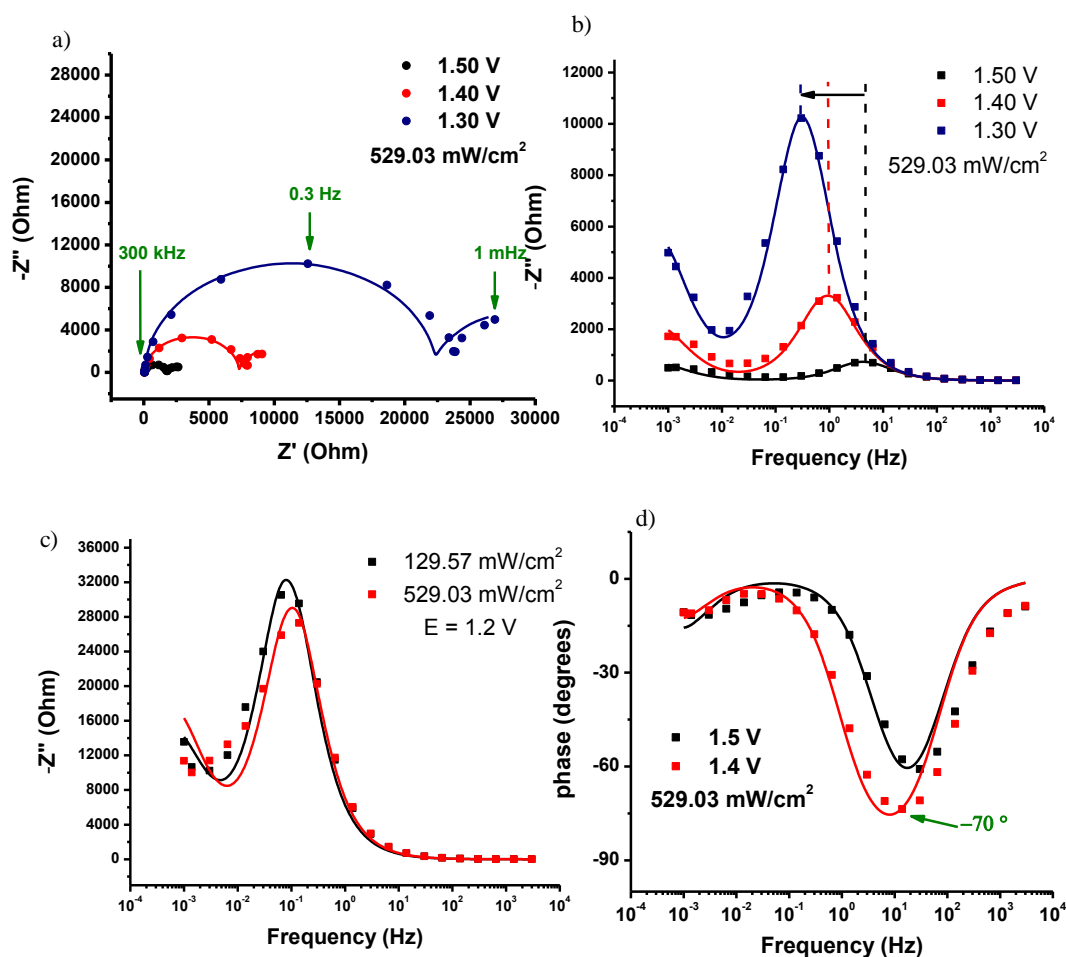 a)
28000
24000
20000
16000
12000
8000
4000
0
-Z'' (Ohm)
1.50 V
1.40 V
1.30 V
529.03 mW/cm²
300 kHz
0.3 Hz
1 mHz
0 5000 10000 15000 20000 25000 30000
Z' (Ohm)
b)
12000
10000
8000
6000
4000
2000
0
-Z'' (Ohm)
1.50 V
1.40 V
1.30 V
529.03 mW/cm²
10⁻⁴ 10⁻³ 10⁻² 10⁻¹ 10⁰ 10¹ 10² 10³ 10⁴
Frequency (Hz)
c)
36000
32000
28000
24000
20000
16000
12000
8000
4000
0
-Z'' (Ohm)
129.57 mW/cm²
529.03 mW/cm²
E = 1.2 V
10⁻⁴ 10⁻³ 10⁻² 10⁻¹ 10⁰ 10¹ 10² 10³ 10⁴
Frequency (Hz)
d)
0
-30
-60
-90
phase (degrees)
1.5 V
1.4 V
529.03 mW/cm²
−70 °
10⁻⁴ 10⁻³ 10⁻² 10⁻¹ 10⁰ 10¹ 10² 10³ 10⁴
Frequency (Hz)